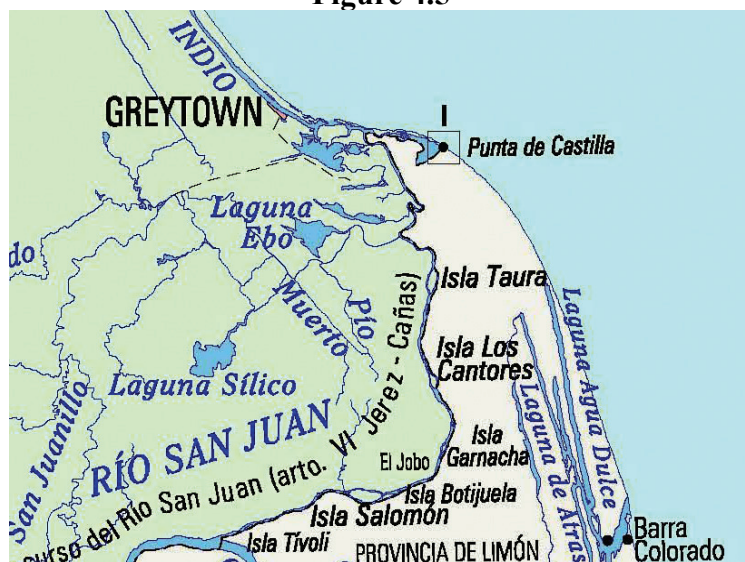 Figure 4.3
INDIO
GREYTOWN
I
Punta de Castilla
Laguna
Ebo
do
Isla Taura
Muerto
Pío
Laguna Agua Dulce
Isla Los
Cantores
Laguna Sílico
San Juanillo
RÍO SAN JUAN
Curso del Río San Juan (arto. VI Jerez - Cañas)
El Jobo
Isla
Garnacha
Laguna de Atras
Isla Botijuela
Isla Salomón
Isla Tívoli
PROVINCIA DE LIMÓN
Barra
Colorado